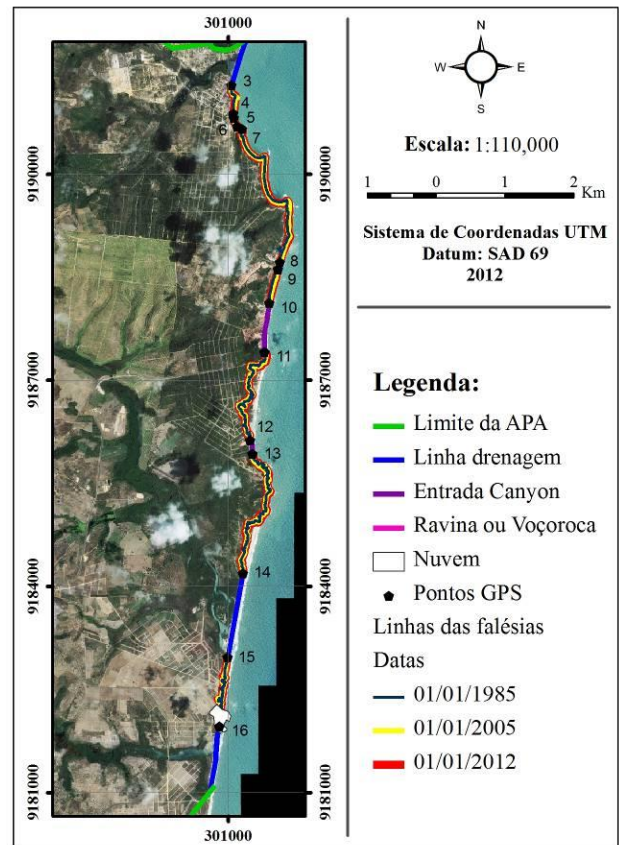 301000
3
4
5
6
7
9190000
9190000
8
9
10
11
9187000
9187000
12
13
14
9184000
9184000
15
16
9181000
9181000
301000
N
W E
S
Escala: 1:110,000
1 0 1 2 Km
Sistema de Coordenadas UTM
Datum: SAD 69
2012
Legenda:
Limite da APA
Linha drenagem
Entrada Canyon
Ravina ou Voçoroca
Nuvem
Pontos GPS
Linhas das falésias
Datas
01/01/1985
01/01/2005
01/01/2012